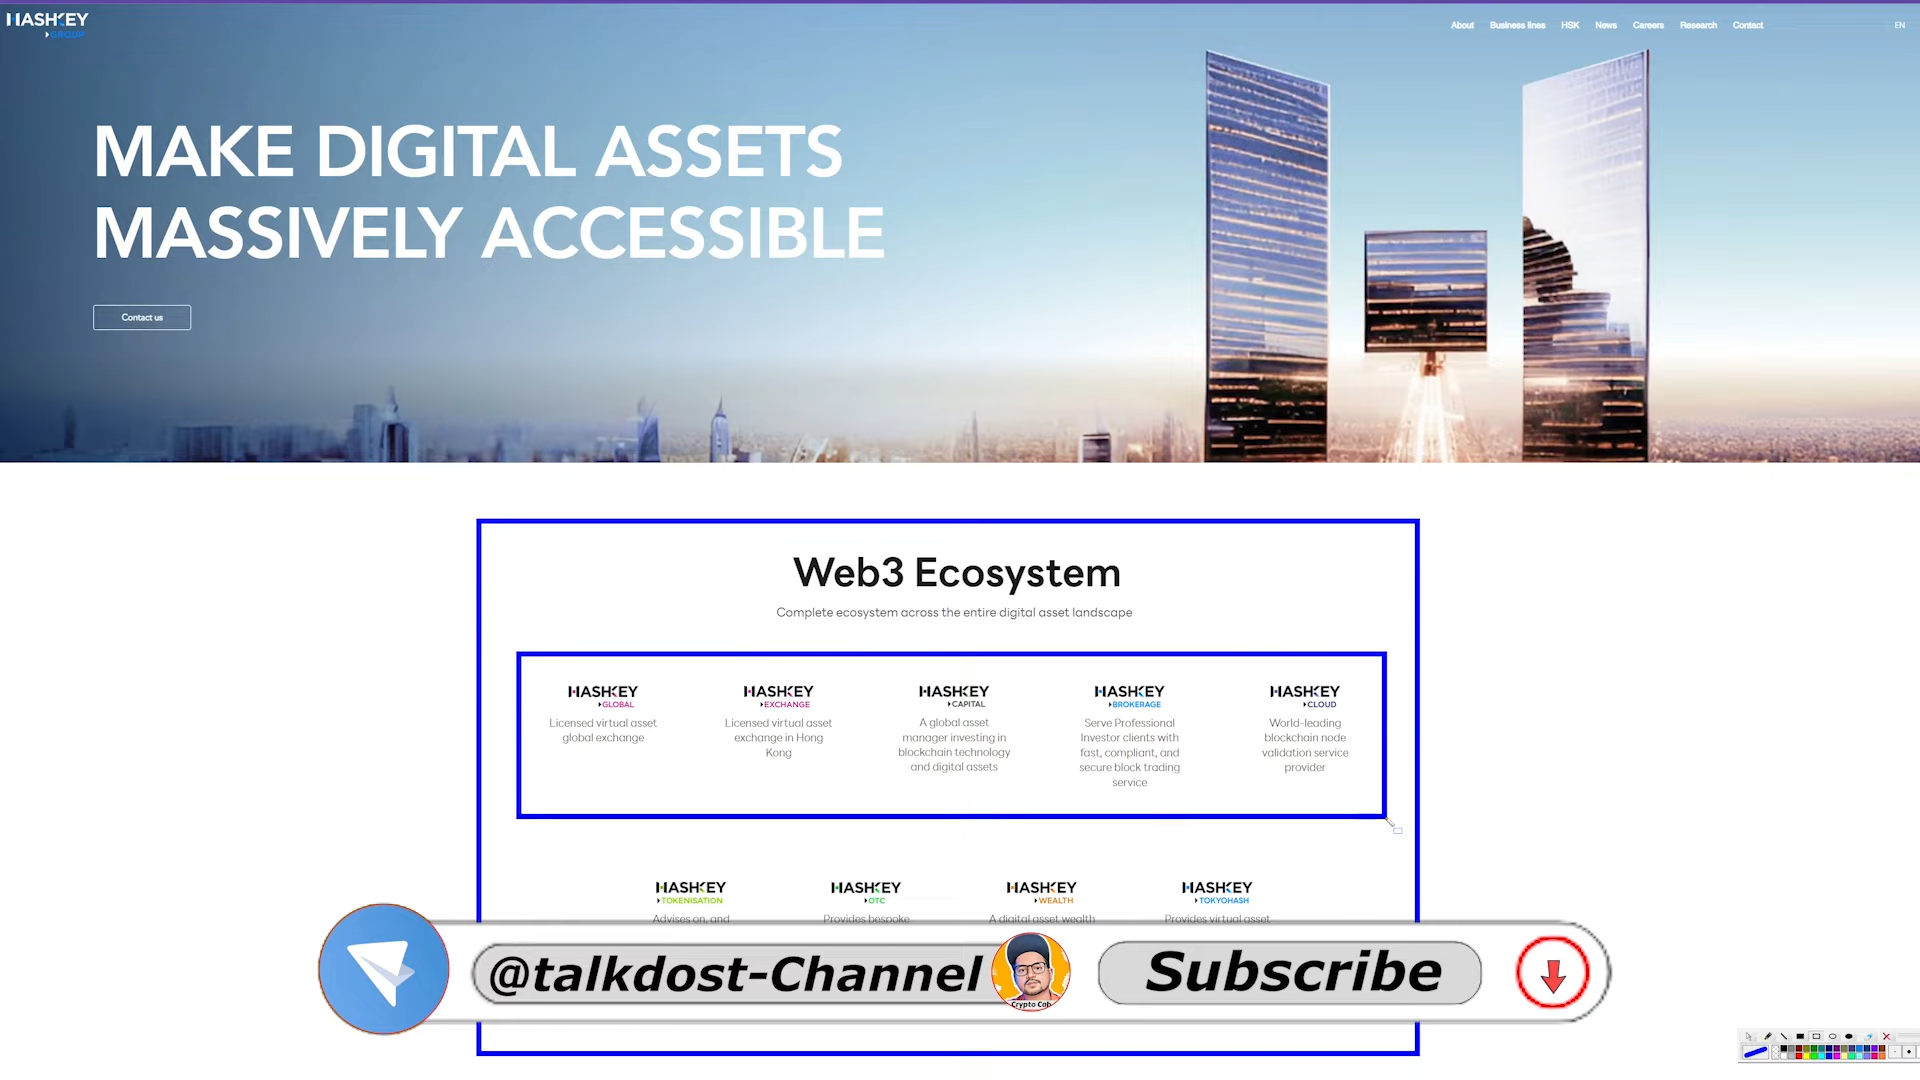 HASHKEY
GROUP
About Business lines HSK News Careers Research Contact EN
MAKE DIGITAL ASSETS
MASSIVELY ACCESSIBLE
Contact us
Web3 Ecosystem
Complete ecosystem across the entire digital asset landscape
HASHKEY
GLOBAL
Licensed virtual asset
global exchange
HASHKEY
EXCHANGE
Licensed virtual asset
exchange in Hong
Kong
HASHKEY
CAPITAL
A global asset
manager investing in
blockchain technology
and digital assets
HASHKEY
BROKERAGE
Serve Professional
Investor clients with
fast, compliant, and
secure block trading
service
HASHKEY
CLOUD
World-leading
blockchain node
validation service
provider
HASHKEY
TOKENISATION
Advises on, and
HASHKEY
OTC
Provides bespoke
HASHKEY
WEALTH
A digital asset wealth
HASHKEY
TOKYOHASH
Provides virtual asset
@talkdost-Channel
Crypto Cab
Subscribe